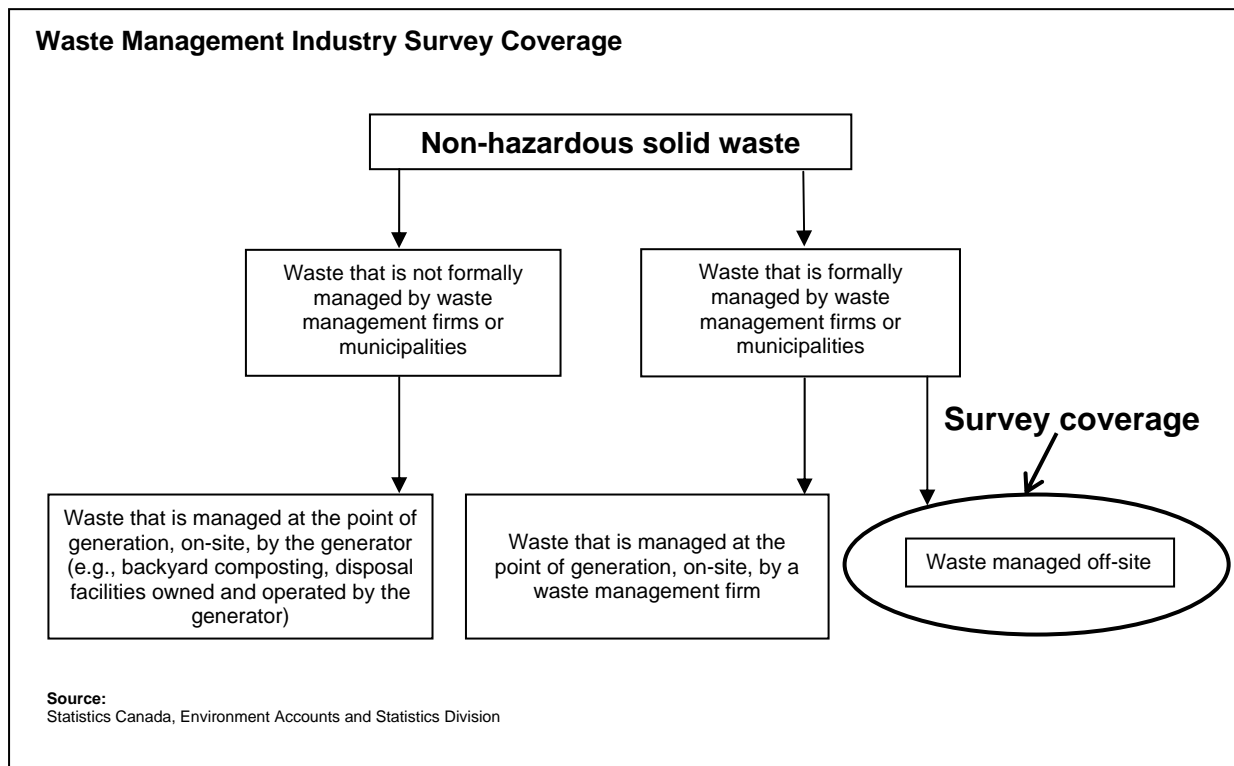 Waste Management Industry Survey Coverage
Non-hazardous solid waste
Waste that is not formally
managed by waste
management firms or
municipalities
Waste that is formally
managed by waste
management firms or
municipalities
Survey coverage
Waste that is managed at the point of
generation, on-site, by the generator
(e.g., backyard composting, disposal
facilities owned and operated by the
generator)
Waste that is managed at the
point of generation, on-site, by a
waste management firm
Waste managed off-site
Source:
Statistics Canada, Environment Accounts and Statistics Division